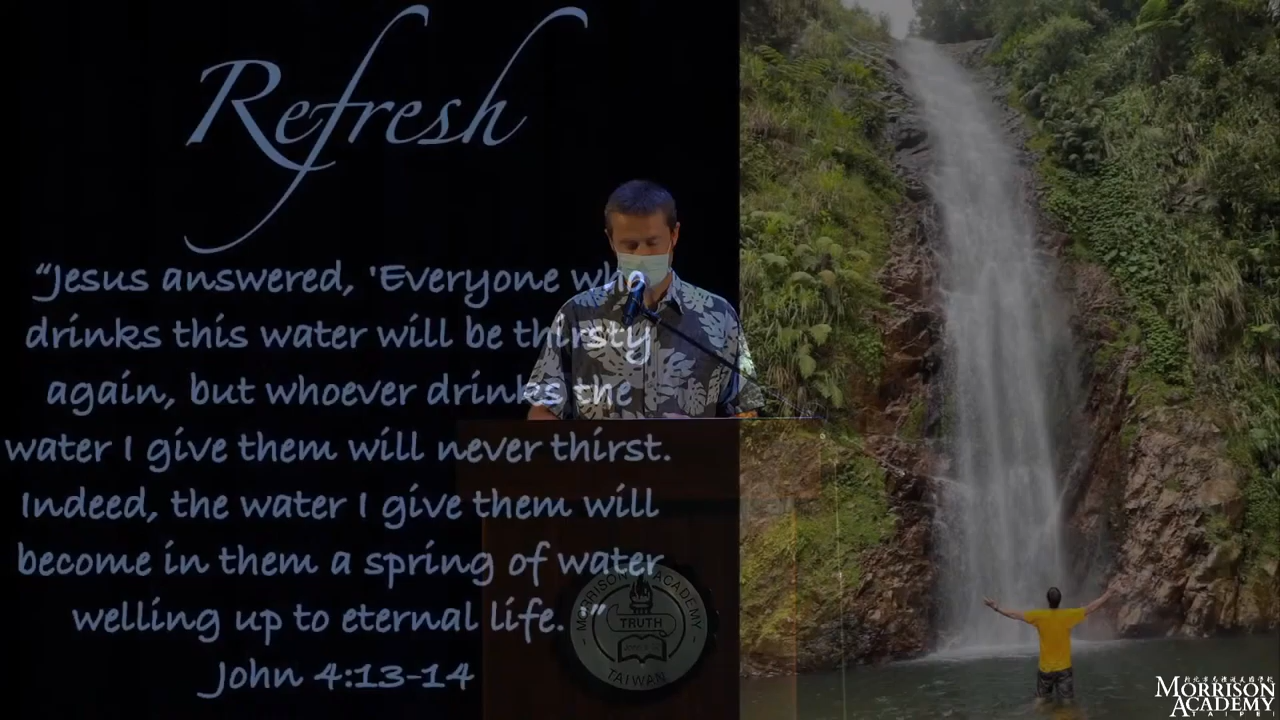 Refresh
“Jesus answered, 'Everyone who
drinks this water will be thirsty
again, but whoever drinks the
water I give them will never thirst.
Indeed, the water I give them will
become in them a spring of water
welling up to eternal life.'”
John 4:13-14
MORRISON ACADEMY
TRUTH
TAIWAN
MORRISON
ACADEMY
TAIPEI